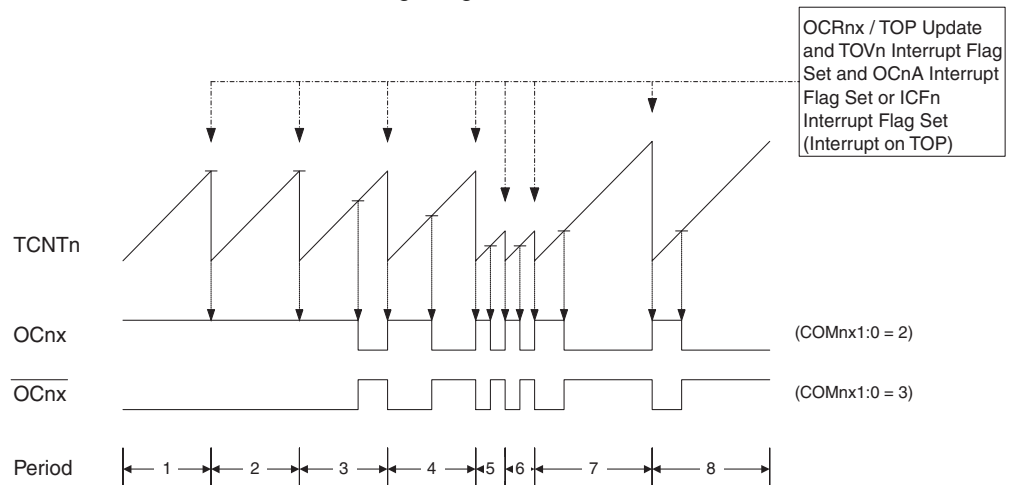 OCRnx / TOP Update
and TOVn Interrupt Flag
Set and OCnA Interrupt
Flag Set or ICFn
Interrupt Flag Set
(Interrupt on TOP)
TCNTn
OCnx
(COMnx1:0 = 2)
OCnx
(COMnx1:0 = 3)
Period 1 2 3 4 5 6 7 8